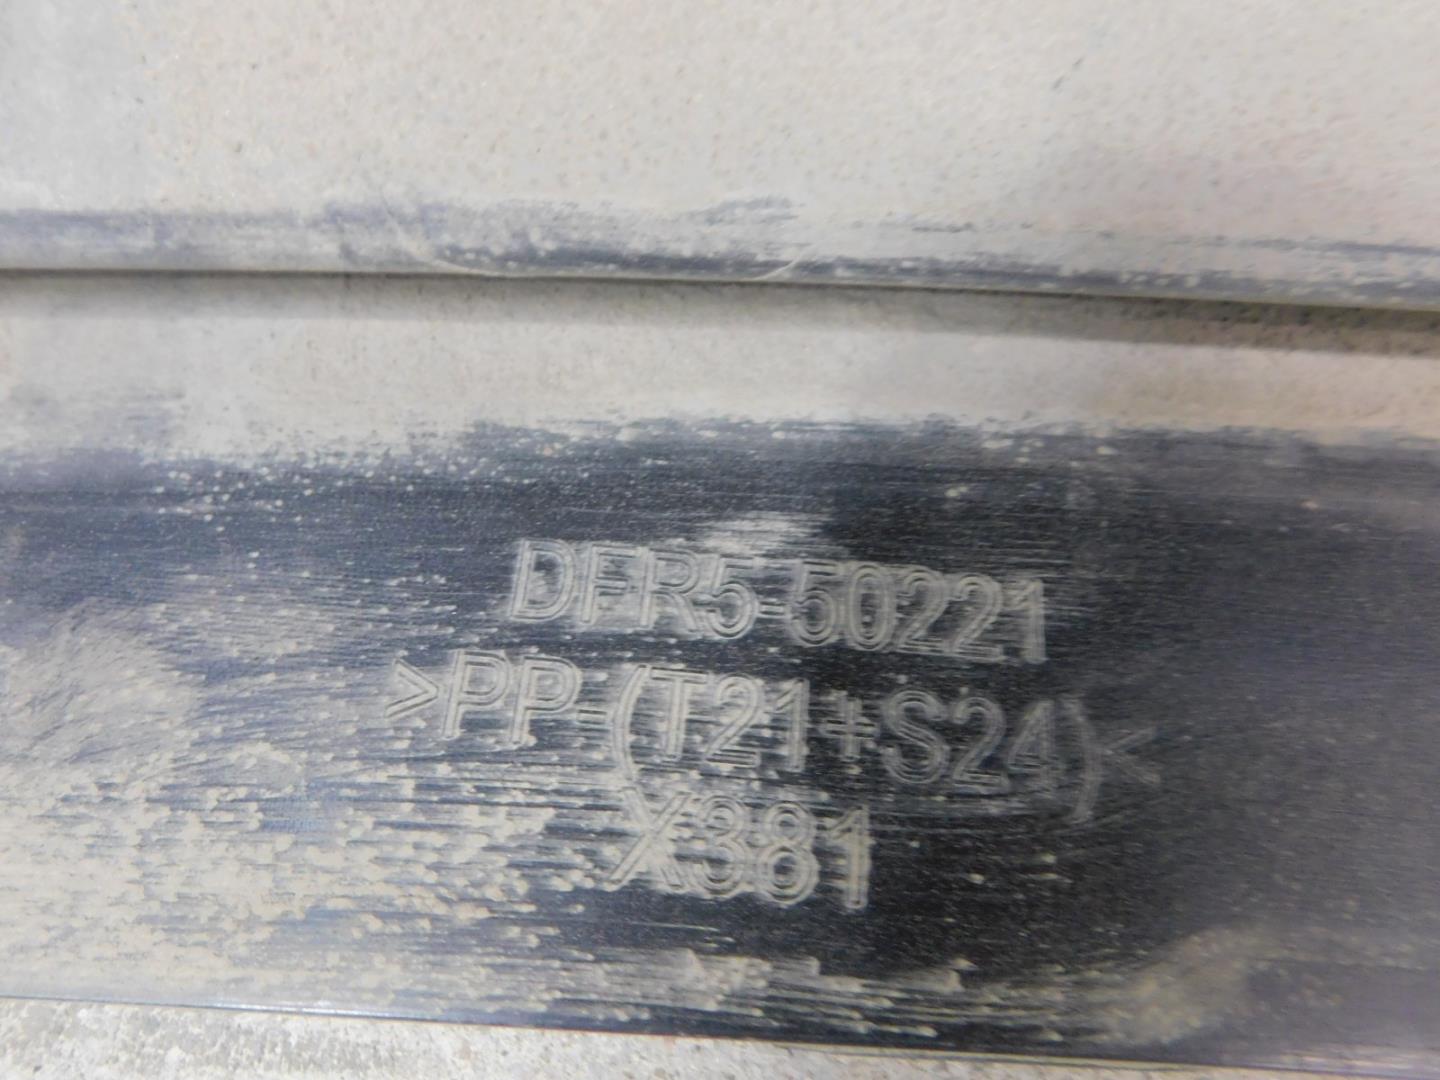 DFR5-50221
>PP-(T21+S24)<
X381